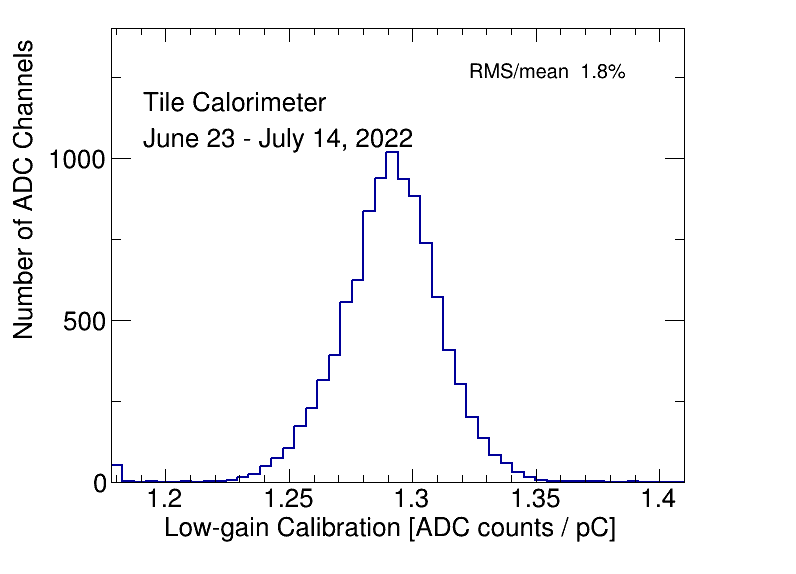 RMS/mean 1.8%
Tile Calorimeter
June 23 - July 14, 2022
Number of ADC Channels
1000
500
0
1.2 1.25 1.3 1.35 1.4
Low-gain Calibration [ADC counts / pC]